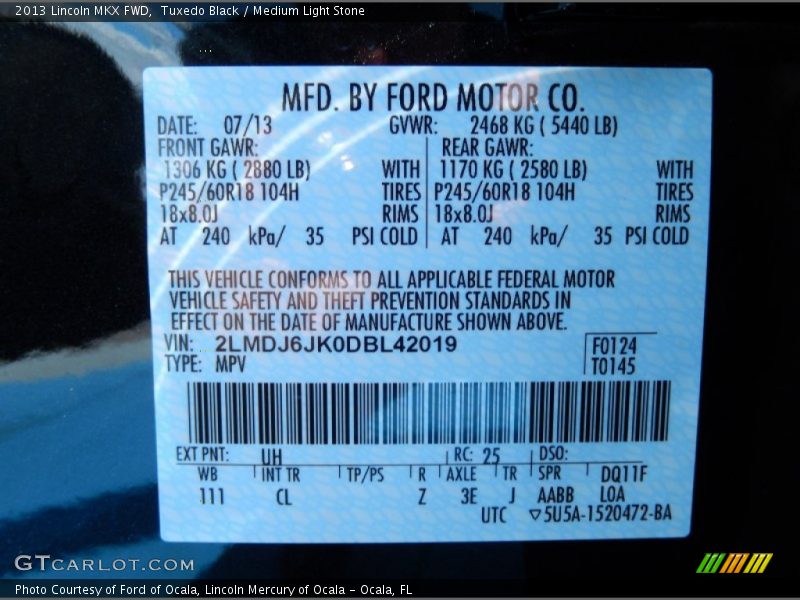 2013 Lincoln MKX FWD,  Tuxedo Black / Medium Light Stone
MFD. BY FORD MOTOR CO.
DATE: 07/13 GVWR: 2468 KG ( 5440 LB)
FRONT GAWR: REAR GAWR:
1306 KG ( 2880 LB) WITH 1170 KG ( 2580 LB) WITH
P245/60R18 104H TIRES P245/60R18 104H TIRES
18x8.0J RIMS 18x8.0J RIMS
AT 240 kPa/ 35 PSI COLD AT 240 kPa/ 35 PSI COLD
THIS VEHICLE CONFORMS TO ALL APPLICABLE FEDERAL MOTOR
VEHICLE SAFETY AND THEFT PREVENTION STANDARDS IN
EFFECT ON THE DATE OF MANUFACTURE SHOWN ABOVE.
VIN: 2LMDJ6JK0DBL42019 F0124
TYPE: MPV T0145
EXT PNT: UH RC: 25 DSO:
WB INT TR TP/PS R AXLE TR SPR DQ11F
111 CL Z 3E J AABB LOA
UTC ▽5U5A-1520472-BA
GTCARLOT.COM
Photo Courtesy of Ford of Ocala, Lincoln Mercury of Ocala - Ocala, FL